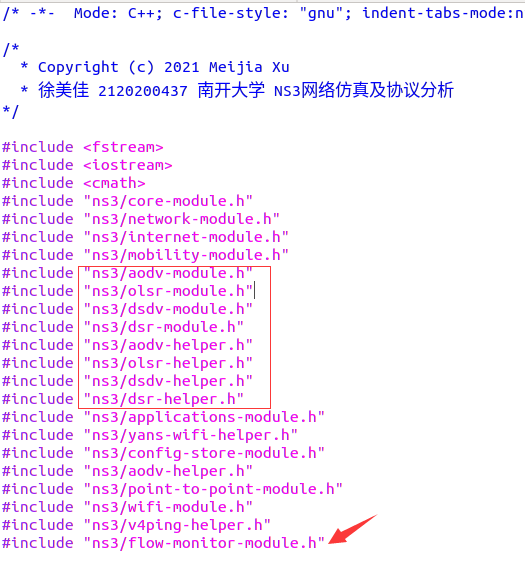 /* -*-  Mode: C++; c-file-style: "gnu"; indent-tabs-mode:n
/*
* Copyright (c) 2021 Meijia Xu
* 徐美佳 2120200437 南开大学 NS3网络仿真及协议分析
*/
#include <fstream>
#include <iostream>
#include <cmath>
#include "ns3/core-module.h"
#include "ns3/network-module.h"
#include "ns3/internet-module.h"
#include "ns3/mobility-module.h"
#include "ns3/aodv-module.h"
#include "ns3/olsr-module.h"
#include "ns3/dsdv-module.h"
#include "ns3/dsr-module.h"
#include "ns3/aodv-helper.h"
#include "ns3/olsr-helper.h"
#include "ns3/dsdv-helper.h"
#include "ns3/dsr-helper.h"
#include "ns3/applications-module.h"
#include "ns3/yans-wifi-helper.h"
#include "ns3/config-store-module.h"
#include "ns3/aodv-helper.h"
#include "ns3/point-to-point-module.h"
#include "ns3/wifi-module.h"
#include "ns3/v4ping-helper.h"
#include "ns3/flow-monitor-module.h"